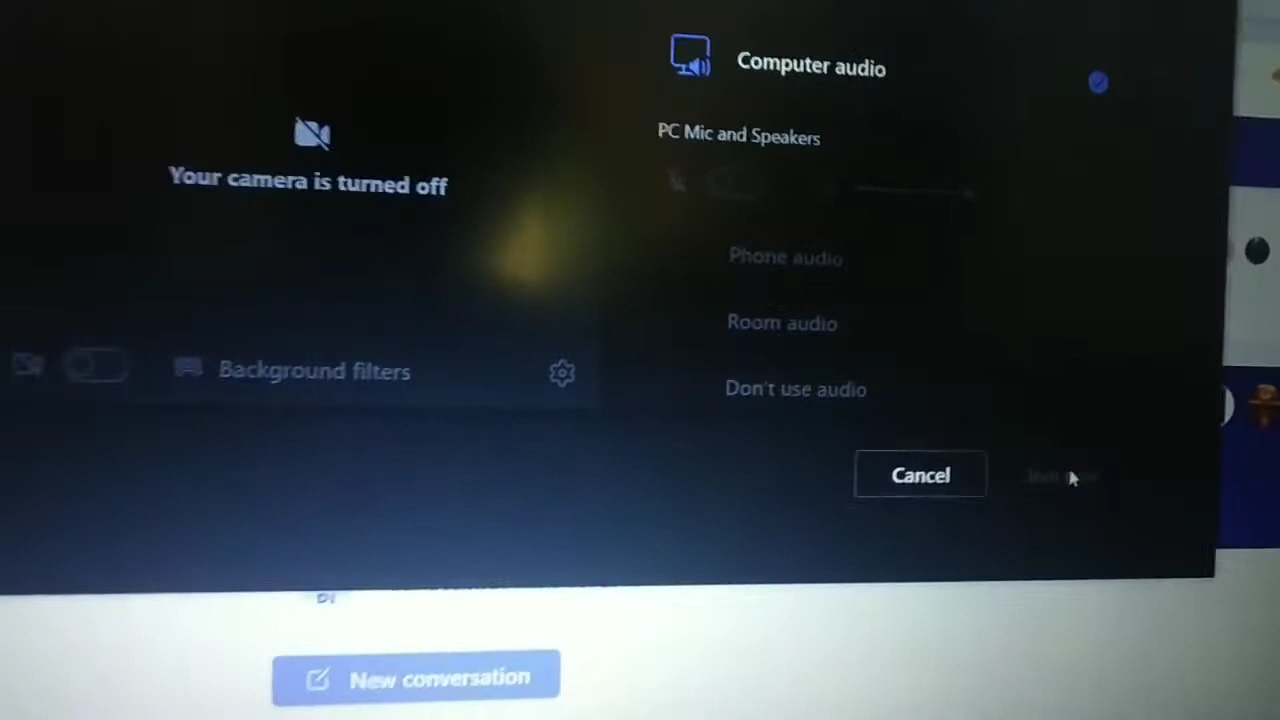 Computer audio
PC Mic and Speakers
Your camera is turned off
Phone audio
Room audio
Background filters
Don't use audio
Cancel
New conversation